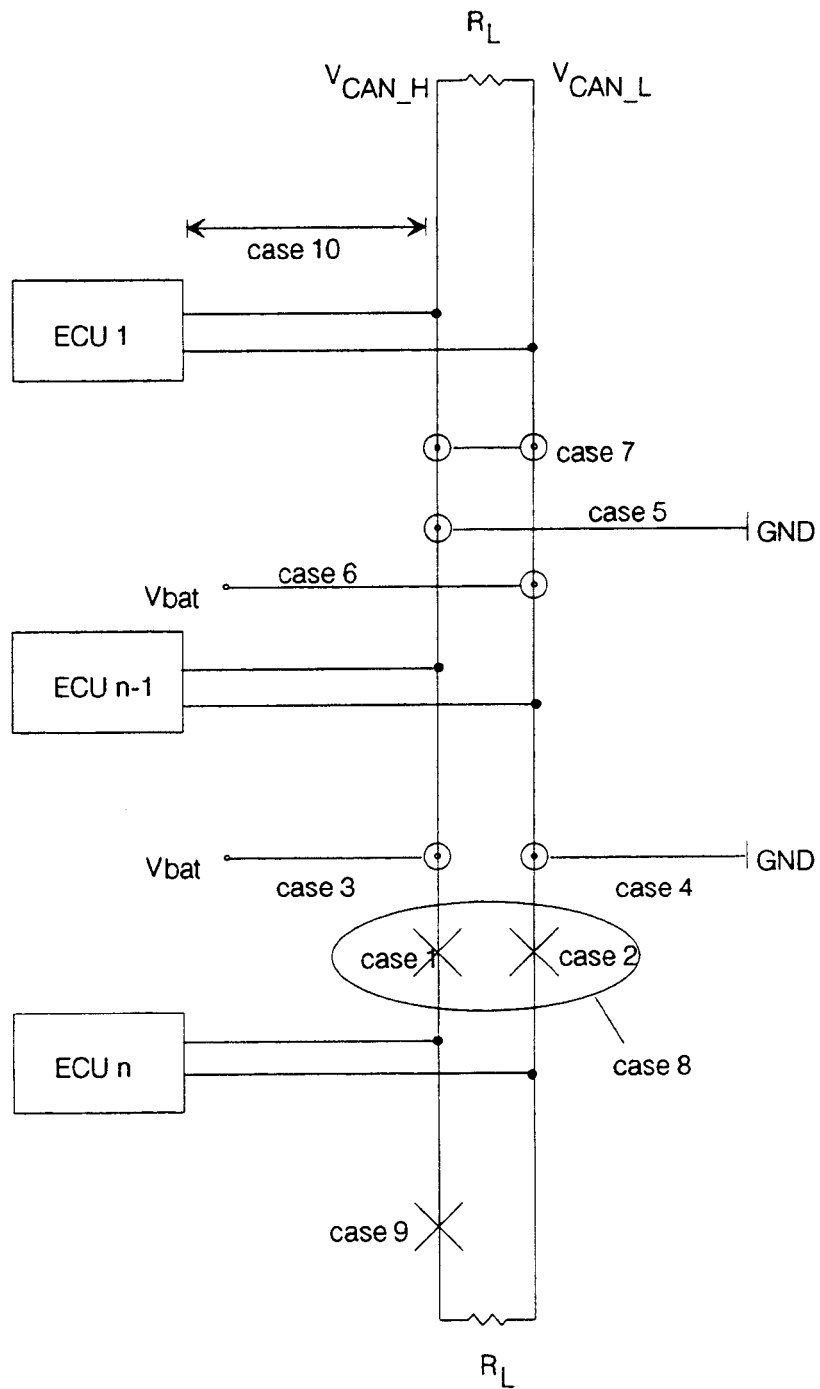 R_L
V_CAN_H
V_CAN_L
case 10
ECU 1
case 7
case 5
GND
case 6
Vbat
ECU n-1
Vbat
case 3
GND
case 4
case 1
case 2
case 8
ECU n
case 9
R_L